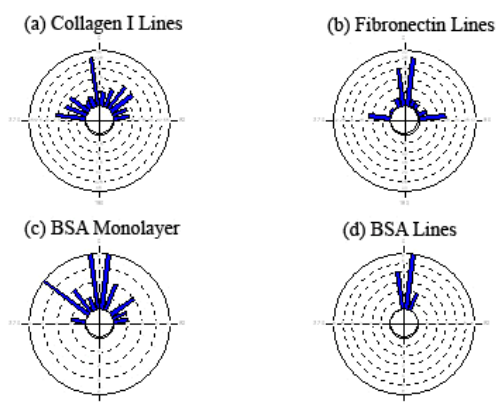 (a) Collagen I Lines
(b) Fibronectin Lines
(c) BSA Monolayer
(d) BSA Lines